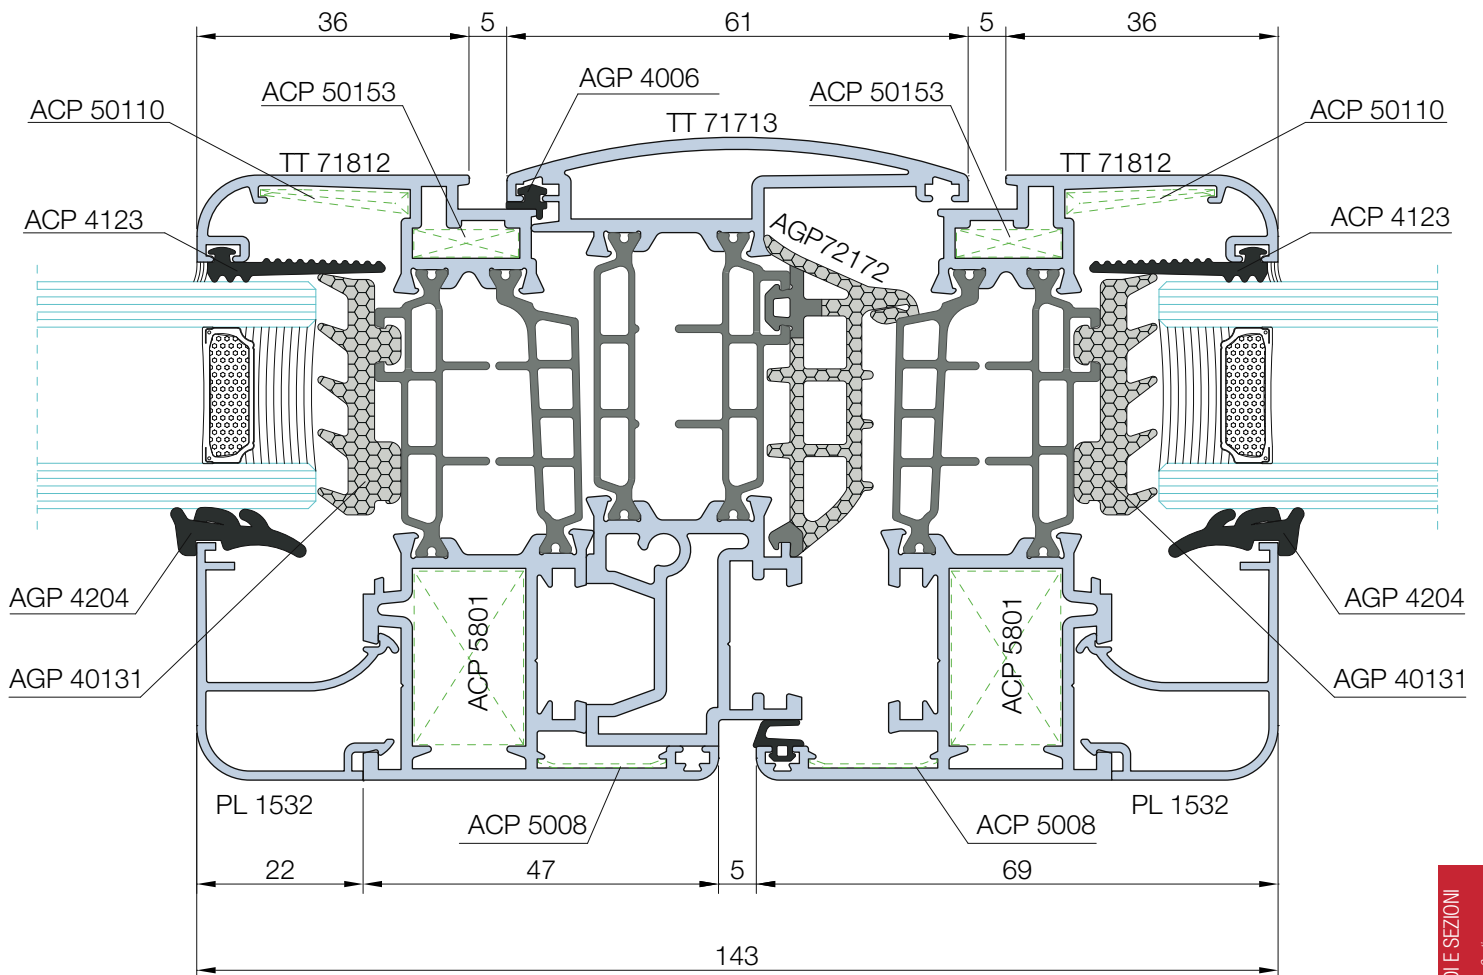 36 5 61 5 36
ACP 50110
ACP 50153
AGP 4006
ACP 50153
ACP 50110
TT 71713
TT 71812
TT 71812
ACP 4123
ACP 4123
AGP72172
AGP 4204
AGP 4204
ACP 5801
ACP 5801
AGP 40131
AGP 40131
PL 1532
PL 1532
ACP 5008
ACP 5008
22 47 5 69
143
DI E SEZIONI